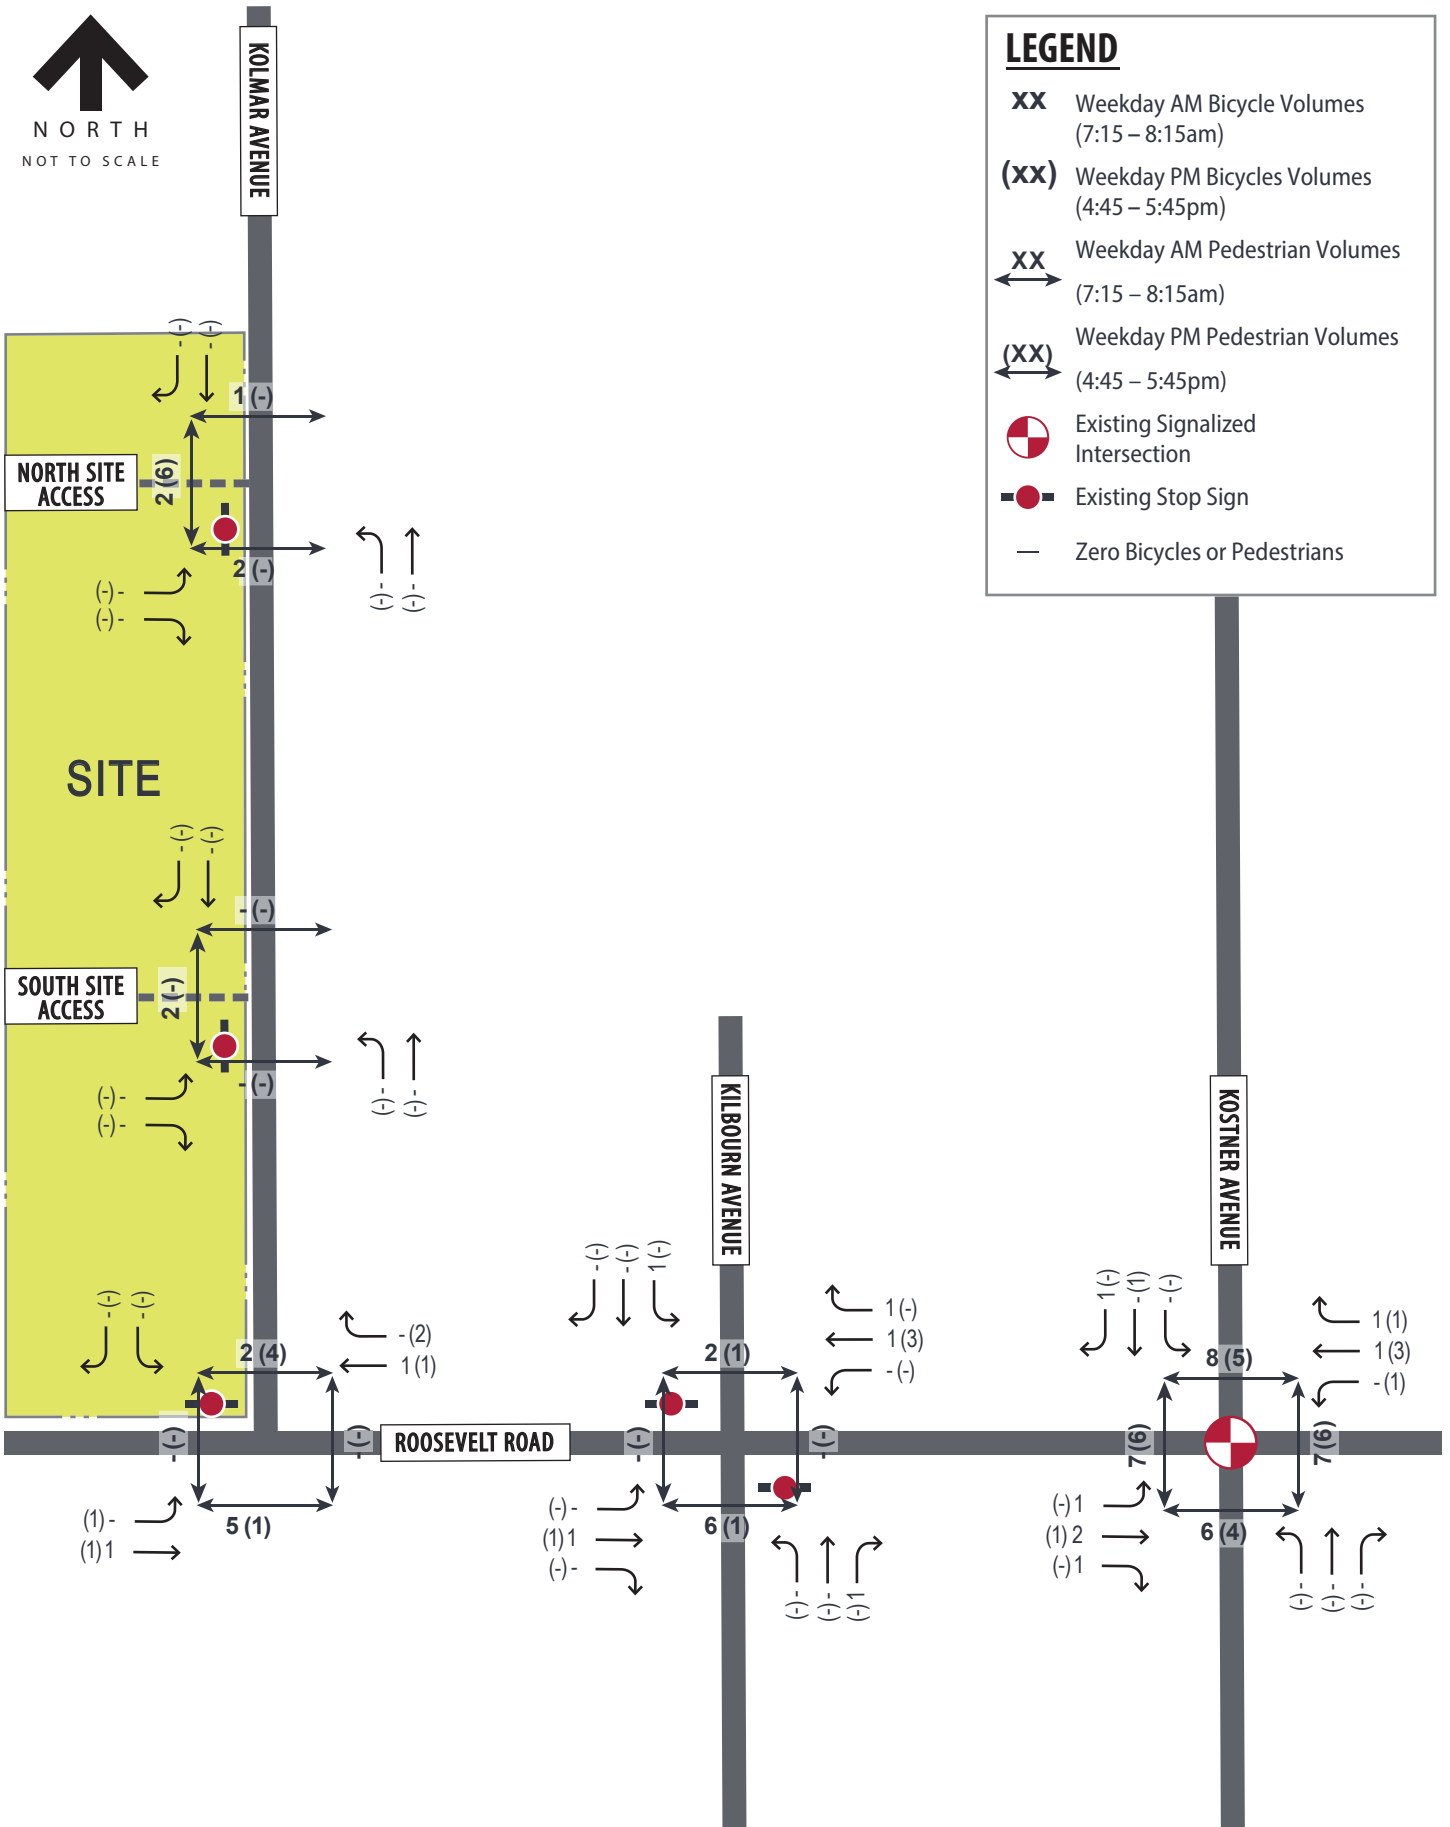 NORTH
NOT TO SCALE
KOLMAR AVENUE
LEGEND
XX Weekday AM Bicycle Volumes
(7:15 – 8:15am)
(XX) Weekday PM Bicycles Volumes
(4:45 – 5:45pm)
XX Weekday AM Pedestrian Volumes
(7:15 – 8:15am)
(XX) Weekday PM Pedestrian Volumes
(4:45 – 5:45pm)
Existing Signalized
Intersection
Existing Stop Sign
— Zero Bicycles or Pedestrians
- (-)
- (-)
1 (-)
NORTH SITE
ACCESS
2 (6)
2 (-)
(-) -
(-) -
- (-)
- (-)
SITE
- (-)
- (-)
- (-)
SOUTH SITE
ACCESS
2 (-)
- (-)
(-) -
(-) -
- (-)
- (-)
KILBOURN AVENUE
KOSTNER AVENUE
- (-)
- (-)
- (2)
1 (1)
2 (4)
- (-)
- (-)
ROOSEVELT ROAD
(1) -
(1) 1
5 (1)
- (-)
- (-)
1 (-)
1 (-)
1 (3)
- (-)
2 (1)
- (-)
- (-)
(-) -
(1) 1
(-) -
6 (1)
- (-)
- (-)
1 (-)
1 (-)
- (1)
- (-)
1 (1)
1 (3)
- (1)
8 (5)
7 (6)
7 (6)
(-) 1
(1) 2
(-) 1
6 (4)
- (-)
- (-)
- (-)